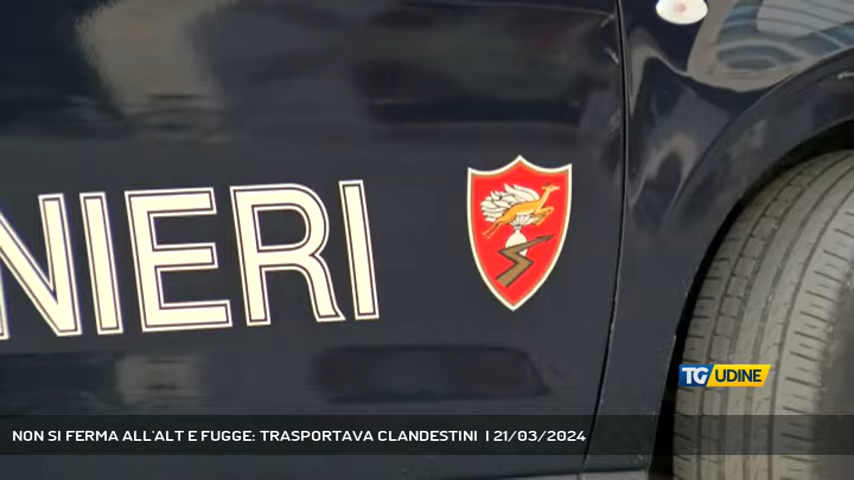 NIERI
TG UDINE
NON SI FERMA ALL'ALT E FUGGE: TRASPORTAVA CLANDESTINI | 21/03/2024